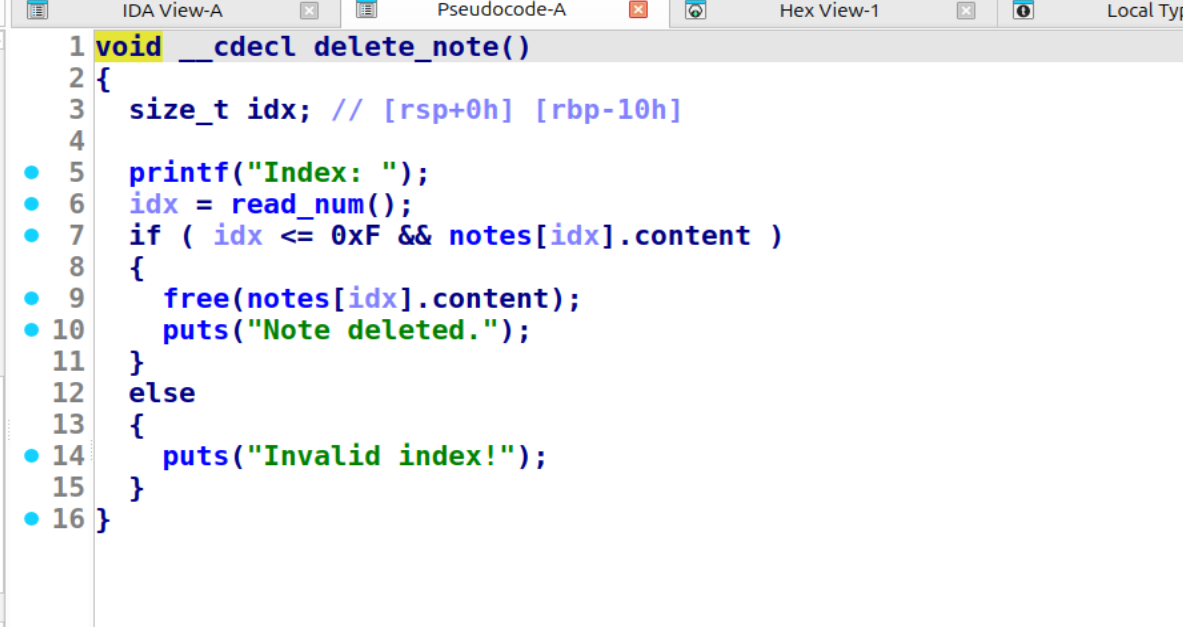 IDA View-A Pseudocode-A Hex View-1 Local Typ
1 void __cdecl delete_note()
2 {
3   size_t idx; // [rsp+0h] [rbp-10h]
4
5   printf("Index: ");
6   idx = read_num();
7   if ( idx <= 0xF && notes[idx].content )
8   {
9     free(notes[idx].content);
10     puts("Note deleted.");
11   }
12   else
13   {
14     puts("Invalid index!");
15   }
16 }